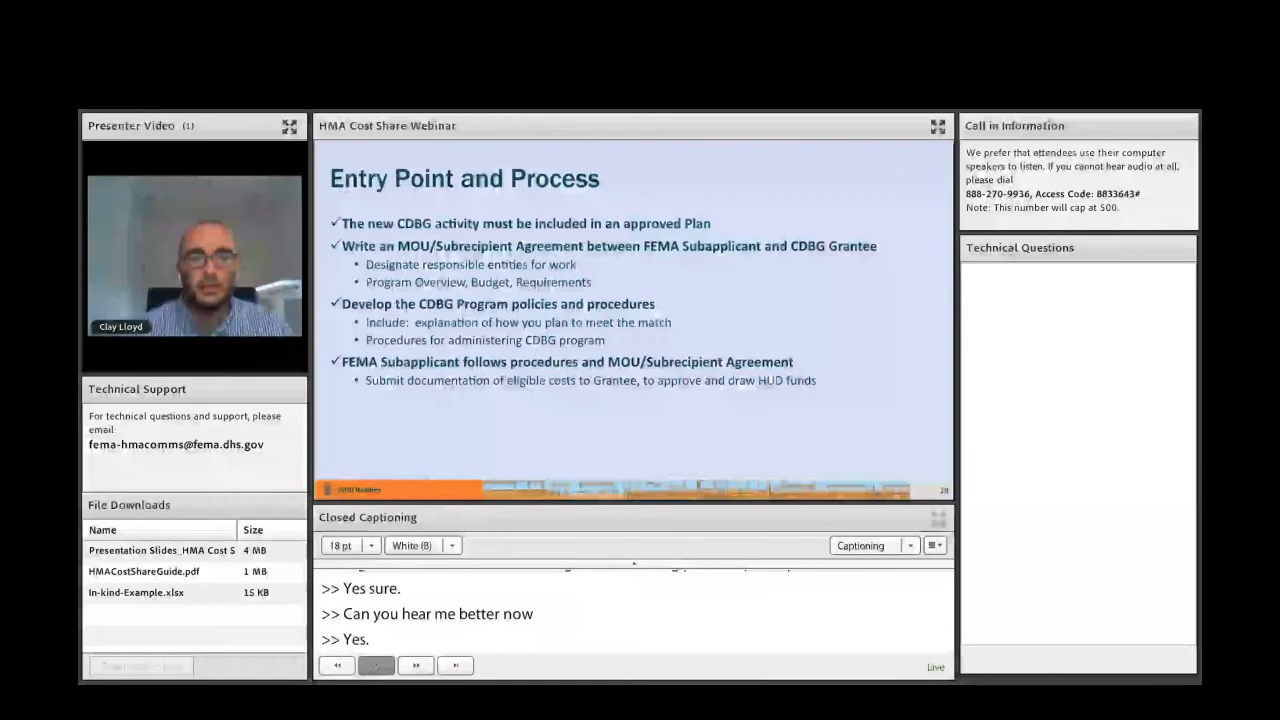 Presenter Video (1)
Clay Lloyd
Technical Support
For technical questions and support, please
email:
fema-hmacomms@fema.dhs.gov
File Downloads
Name Size
Presentation Slides_HMA Cost S 4 MB
HMACostShareGuide.pdf 1 MB
In-kind-Example.xlsx 15 KB
HMA Cost Share Webinar
Entry Point and Process
✓The new CDBG activity must be included in an approved Plan
✓Write an MOU/Subrecipient Agreement between FEMA Subapplicant and CDBG Grantee
• Designate responsible entities for work
• Program Overview, Budget, Requirements
✓Develop the CDBG Program policies and procedures
• Include: explanation of how you plan to meet the match
• Procedures for administering CDBG program
✓FEMA Subapplicant follows procedures and MOU/Subrecipient Agreement
• Submit documentation of eligible costs to Grantee, to approve and draw HUD funds
28
Closed Captioning
18 pt White (8) Captioning
>> Yes sure.
>> Can you hear me better now
>> Yes.
Live
Call in Information
We prefer that attendees use their computer
speakers to listen. If you cannot hear audio at all,
please dial
888-270-9936, Access Code: 8833643#
Note: This number will cap at 500.
Technical Questions